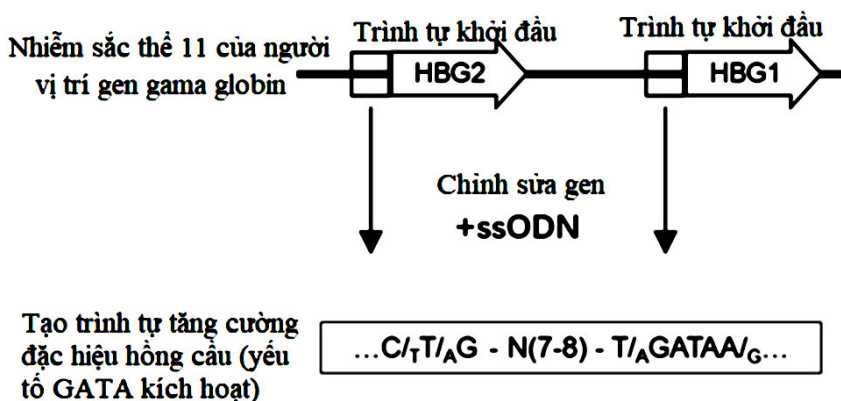 Nhiễm sắc thể 11 của người
vị trí gen gama globin
Trình tự khởi đầu
Trình tự khởi đầu
HBG2
HBG1
Chỉnh sửa gen
+ssODN
Tạo trình tự tăng cường
đặc hiệu hồng cầu (yếu
tố GATA kích hoạt)
...C/TT/AG - N(7-8) - T/AGATAA/G...